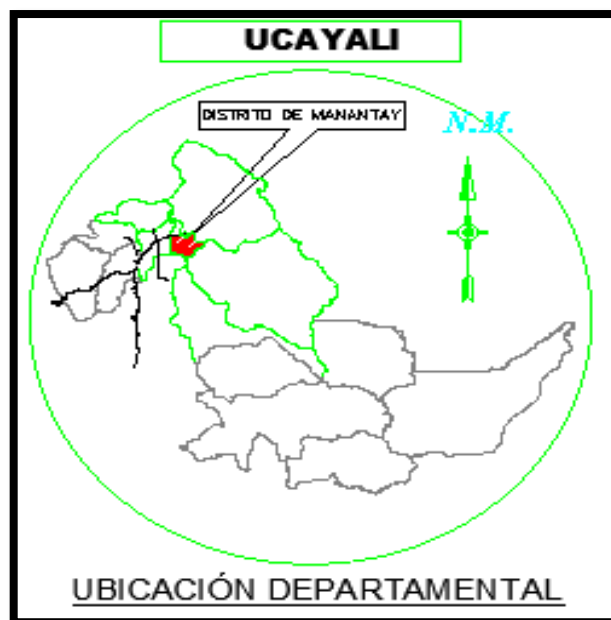 UCAYALI
DISTRITO DE MANANTAY
N.M.
UBICACIÓN DEPARTAMENTAL